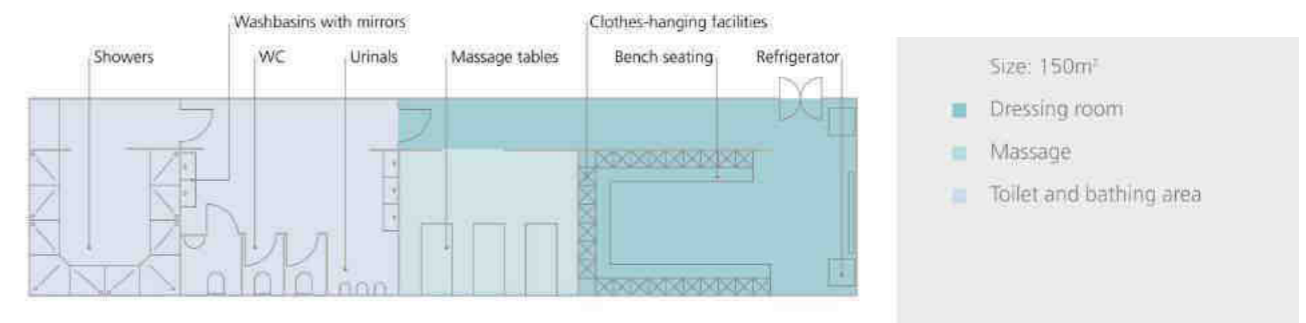 Washbasins with mirrors
Clothes-hanging facilities
Showers
WC
Urinals
Massage tables
Bench seating
Refrigerator
Size: 150m²
Dressing room
Massage
Toilet and bathing area